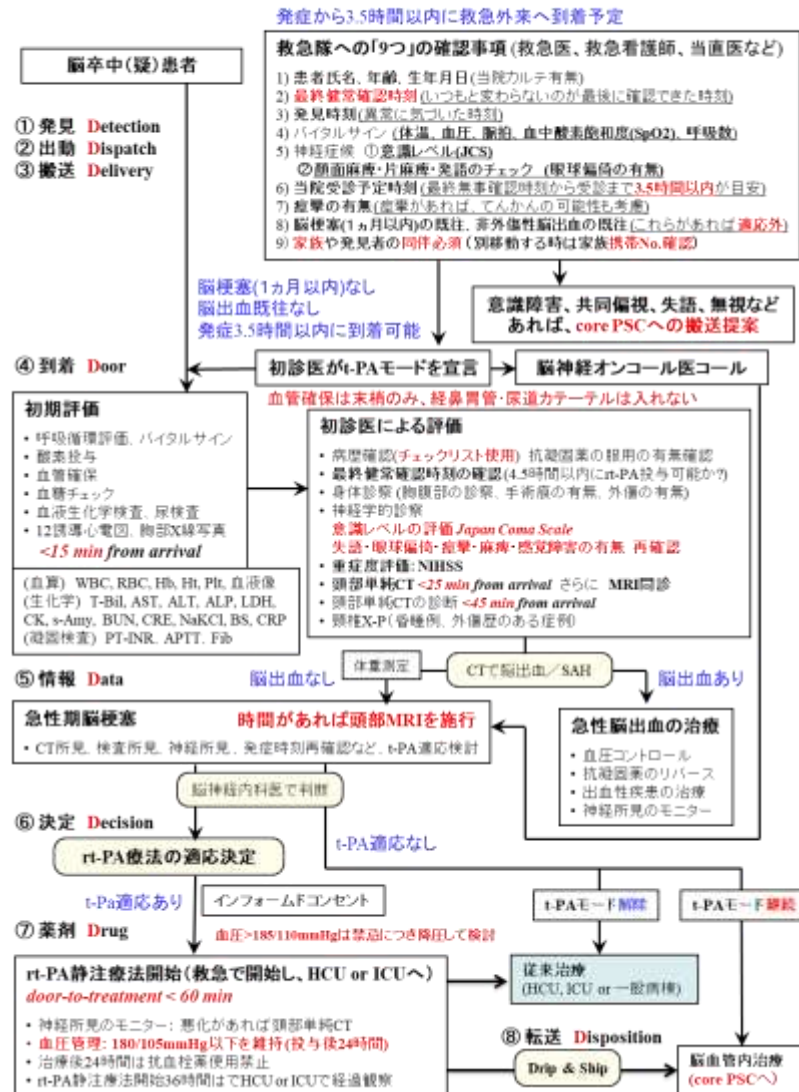 発症から3.5時間以内に救急外来へ到着予定
脳卒中(疑)患者
救急隊への「9つ」の確認事項(救急医、救急看護師、当直医など)
1) 患者氏名、年齢、生年月日(当院カルテ有無)
2) 最終健常確認時刻(いつもと変わらないのが最後に確認できた時刻)
3) 発見時刻(異常に気づいた時刻)
4) バイタルサイン(体温、血圧、脈拍、血中酸素飽和度(SpO2)、呼吸数)
5) 神経症候 ①意識レベル(JCS)
②顔面麻痺・片麻痺・発語のチェック (眼球偏倚の有無)
6) 当院受診予定時刻(最終無事確認時刻から受診まで3.5時間以内が目安)
7) 痙攣の有無(痙攣があれば、てんかんの可能性も考慮)
8) 脳梗塞(1ヵ月以内)の既往、非外傷性脳出血の既往(これらがあれば適応外)
9) 家族や発見者の同伴必須(別移動する時は家族携帯No.確認)
① 発見 Detection
② 出動 Dispatch
③ 搬送 Delivery
脳梗塞(1ヵ月以内)なし
脳出血既往なし
発症3.5時間以内に到着可能
意識障害、共同偏視、失語、無視など
あれば、core PSCへの搬送提案
④ 到着 Door
初診医がt-PAモードを宣言
脳神経オンコール医コール
血管確保は末梢のみ、経鼻胃管・尿道カテーテルは入れない
初期評価
• 呼吸循環評価、バイタルサイン
• 酸素投与
• 血管確保
• 血糖チェック
• 血液生化学検査、尿検査
• 12誘導心電図、胸部X線写真
<15 min from arrival
(血算) WBC, RBC, Hb, Ht, Plt, 血液像
(生化学) T-Bil, AST, ALT, ALP, LDH,
CK, s-Amy, BUN, CRE, NaKCl, BS, CRP
(凝固検査) PT-INR, APTT, Fib
初診医による評価
• 病歴確認(チェックリスト使用) 抗凝固薬の服用の有無確認
• 最終健常確認時刻の確認(4.5時間以内にrt-PA投与可能か?)
• 身体診察 (胸腹部の診察、手術痕の有無、外傷の有無)
• 神経学的診察
意識レベルの評価 Japan Coma Scale
失語・眼球偏倚・痙攣・麻痺・感覚障害の有無 再確認
• 重症度評価: NIHSS
• 頭部単純CT <25 min from arrival さらに MRI問診
• 頭部単純CTの診断 <45 min from arrival
• 頸椎X-P(昏睡例、外傷歴のある症例)
体重測定
CTで脳出血/SAH
⑤ 情報 Data
脳出血なし
脳出血あり
急性期脳梗塞 時間があれば頭部MRIを施行
• CT所見、検査所見、神経所見、発症時刻再確認など、t-PA適応検討
急性脳出血の治療
• 血圧コントロール
• 抗凝固薬のリバース
• 出血性疾患の治療
• 神経所見のモニター
脳神経内科医で判断
⑥ 決定 Decision
rt-PA療法の適応決定
t-PA適応なし
t-Pa適応あり
インフォームドコンセント
t-PAモード解除
t-PAモード継続
⑦ 薬剤 Drug
血圧>185/110mmHgは禁忌につき降圧して検討
rt-PA静注療法開始(救急で開始し、HCU or ICUへ)
door-to-treatment < 60 min
• 神経所見のモニター: 悪化があれば頭部単純CT
• 血圧管理: 180/105mmHg以下を維持(投与後24時間)
• 治療後24時間は抗血栓薬使用禁止
• rt-PA静注療法開始36時間はでHCU or ICUで経過観察
従来治療
(HCU, ICU or 一般病棟)
⑧ 転送 Disposition
Drip & Ship
脳血管内治療
(core PSCへ)